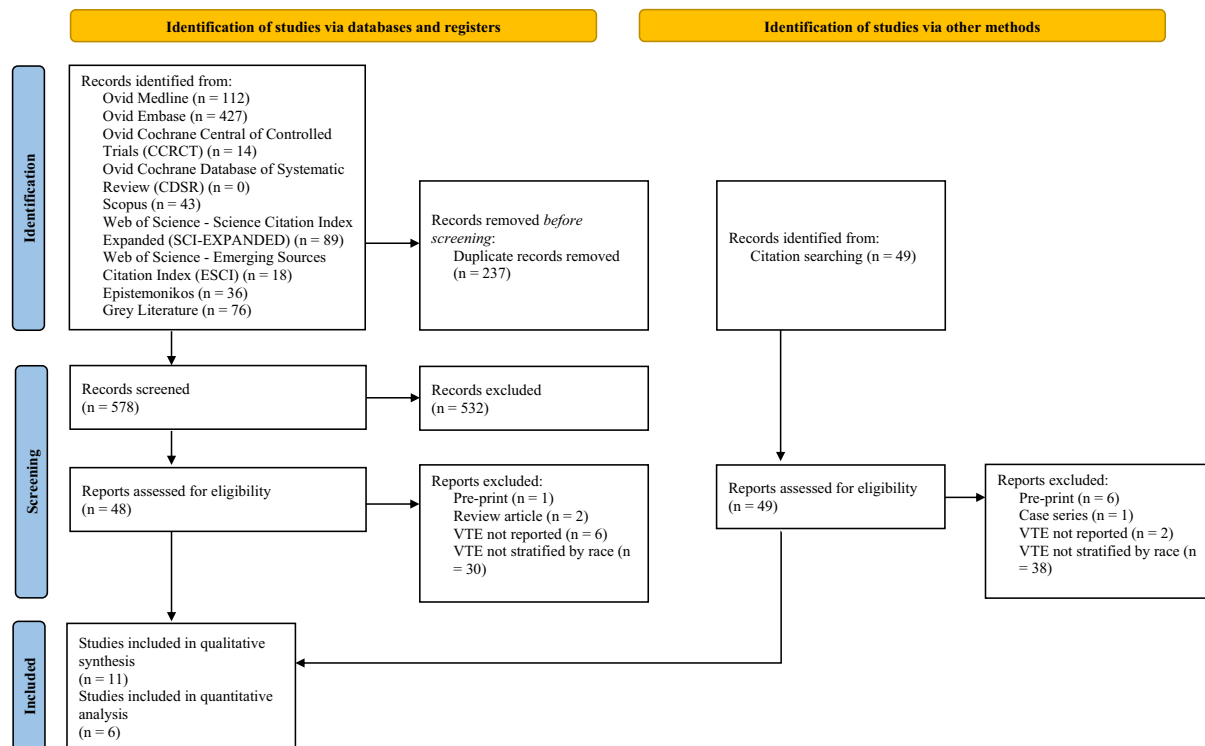 Identification of studies via databases and registers
Identification of studies via other methods
Identification
Records identified from:
Ovid Medline (n = 112)
Ovid Embase (n = 427)
Ovid Cochrane Central of Controlled
Trials (CCRCT) (n = 14)
Ovid Cochrane Database of Systematic
Review (CDSR) (n = 0)
Scopus (n = 43)
Web of Science - Science Citation Index
Expanded (SCI-EXPANDED) (n = 89)
Web of Science - Emerging Sources
Citation Index (ESCI) (n = 18)
Epistemonikos (n = 36)
Grey Literature (n = 76)
Records removed before
screening:
Duplicate records removed
(n = 237)
Records identified from:
Citation searching (n = 49)
Screening
Records screened
(n = 578)
Records excluded
(n = 532)
Reports assessed for eligibility
(n = 48)
Reports excluded:
Pre-print (n = 1)
Review article (n = 2)
VTE not reported (n = 6)
VTE not stratified by race (n
= 30)
Reports assessed for eligibility
(n = 49)
Reports excluded:
Pre-print (n = 6)
Case series (n = 1)
VTE not reported (n = 2)
VTE not stratified by race (n
= 38)
Included
Studies included in qualitative
synthesis
(n = 11)
Studies included in quantitative
analysis
(n = 6)